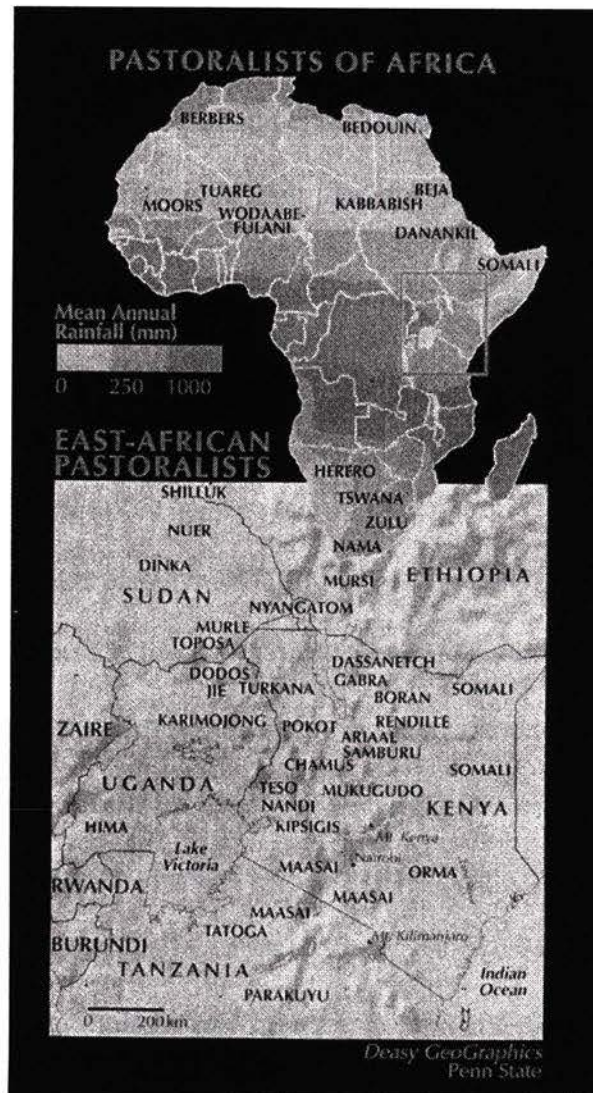 PASTORALISTS OF AFRICA
BERBERS
BEDOUIN
TUAREG
BEJA
MOORS
KABBABISH
WODAABE-
FULANI
DANANKIL
SOMALI
Mean Annual
Rainfall (mm)
0 250 1000
EAST-AFRICAN
PASTORALISTS
HERERO
TSWANA
ZULU
NAMA
SHILLUK
NUER
DINKA
MURSI
ETHIOPIA
SUDAN
NYANGATOM
MURLE
TOPOSA
DASSANETCH
DODOS
GABRA
JIE
TURKANA
BORAN
SOMALI
ZAIRE
KARIMOJONG
POKOT
RENDILLE
ARIAAL
SAMBURU
CHAMUS
SOMALI
UGANDA
TESO
MUKUGUDO
NANDI
KENYA
HIMA
KIPSIGIS
Mt. Kenya
Lake
Victoria
Nairobi
MAASAI
ORMA
RWANDA
MAASAI
MAASAI
BURUNDI
TATOGA
Mt. Kilimanjaro
TANZANIA
Indian
Ocean
PARAKUYU
0 200 km
N
Deasy GeoGraphics
Penn State